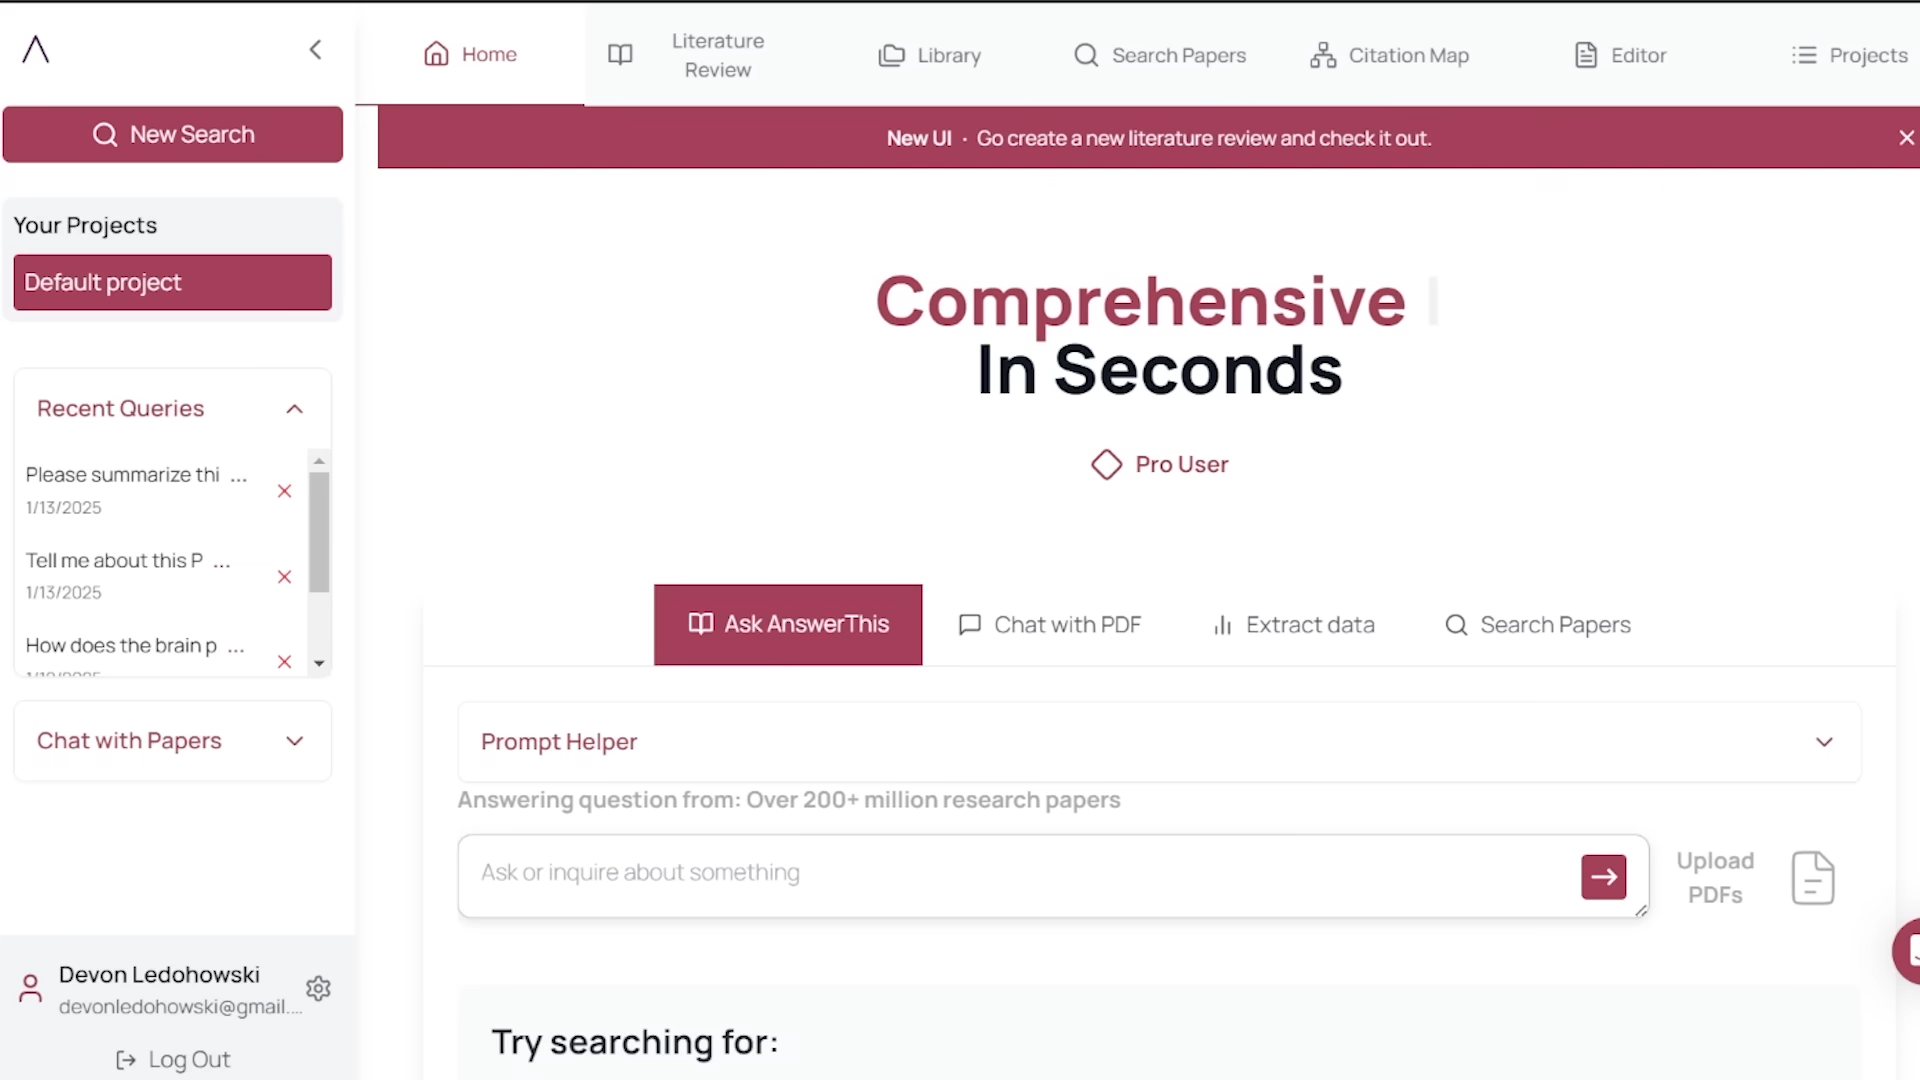 Home
Literature
Review
Library
Search Papers
Citation Map
Editor
Projects
New Search
New UI · Go create a new literature review and check it out.
Your Projects
Default project
Recent Queries
Please summarize thi ...
1/13/2025
Tell me about this P ...
1/13/2025
How does the brain p ...
Chat with Papers
Devon Ledohowski
devonledohowski@gmail....
Log Out
Comprehensive
In Seconds
Pro User
Ask AnswerThis
Chat with PDF
Extract data
Search Papers
Prompt Helper
Answering question from: Over 200+ million research papers
Ask or inquire about something
Upload
PDFs
Try searching for: